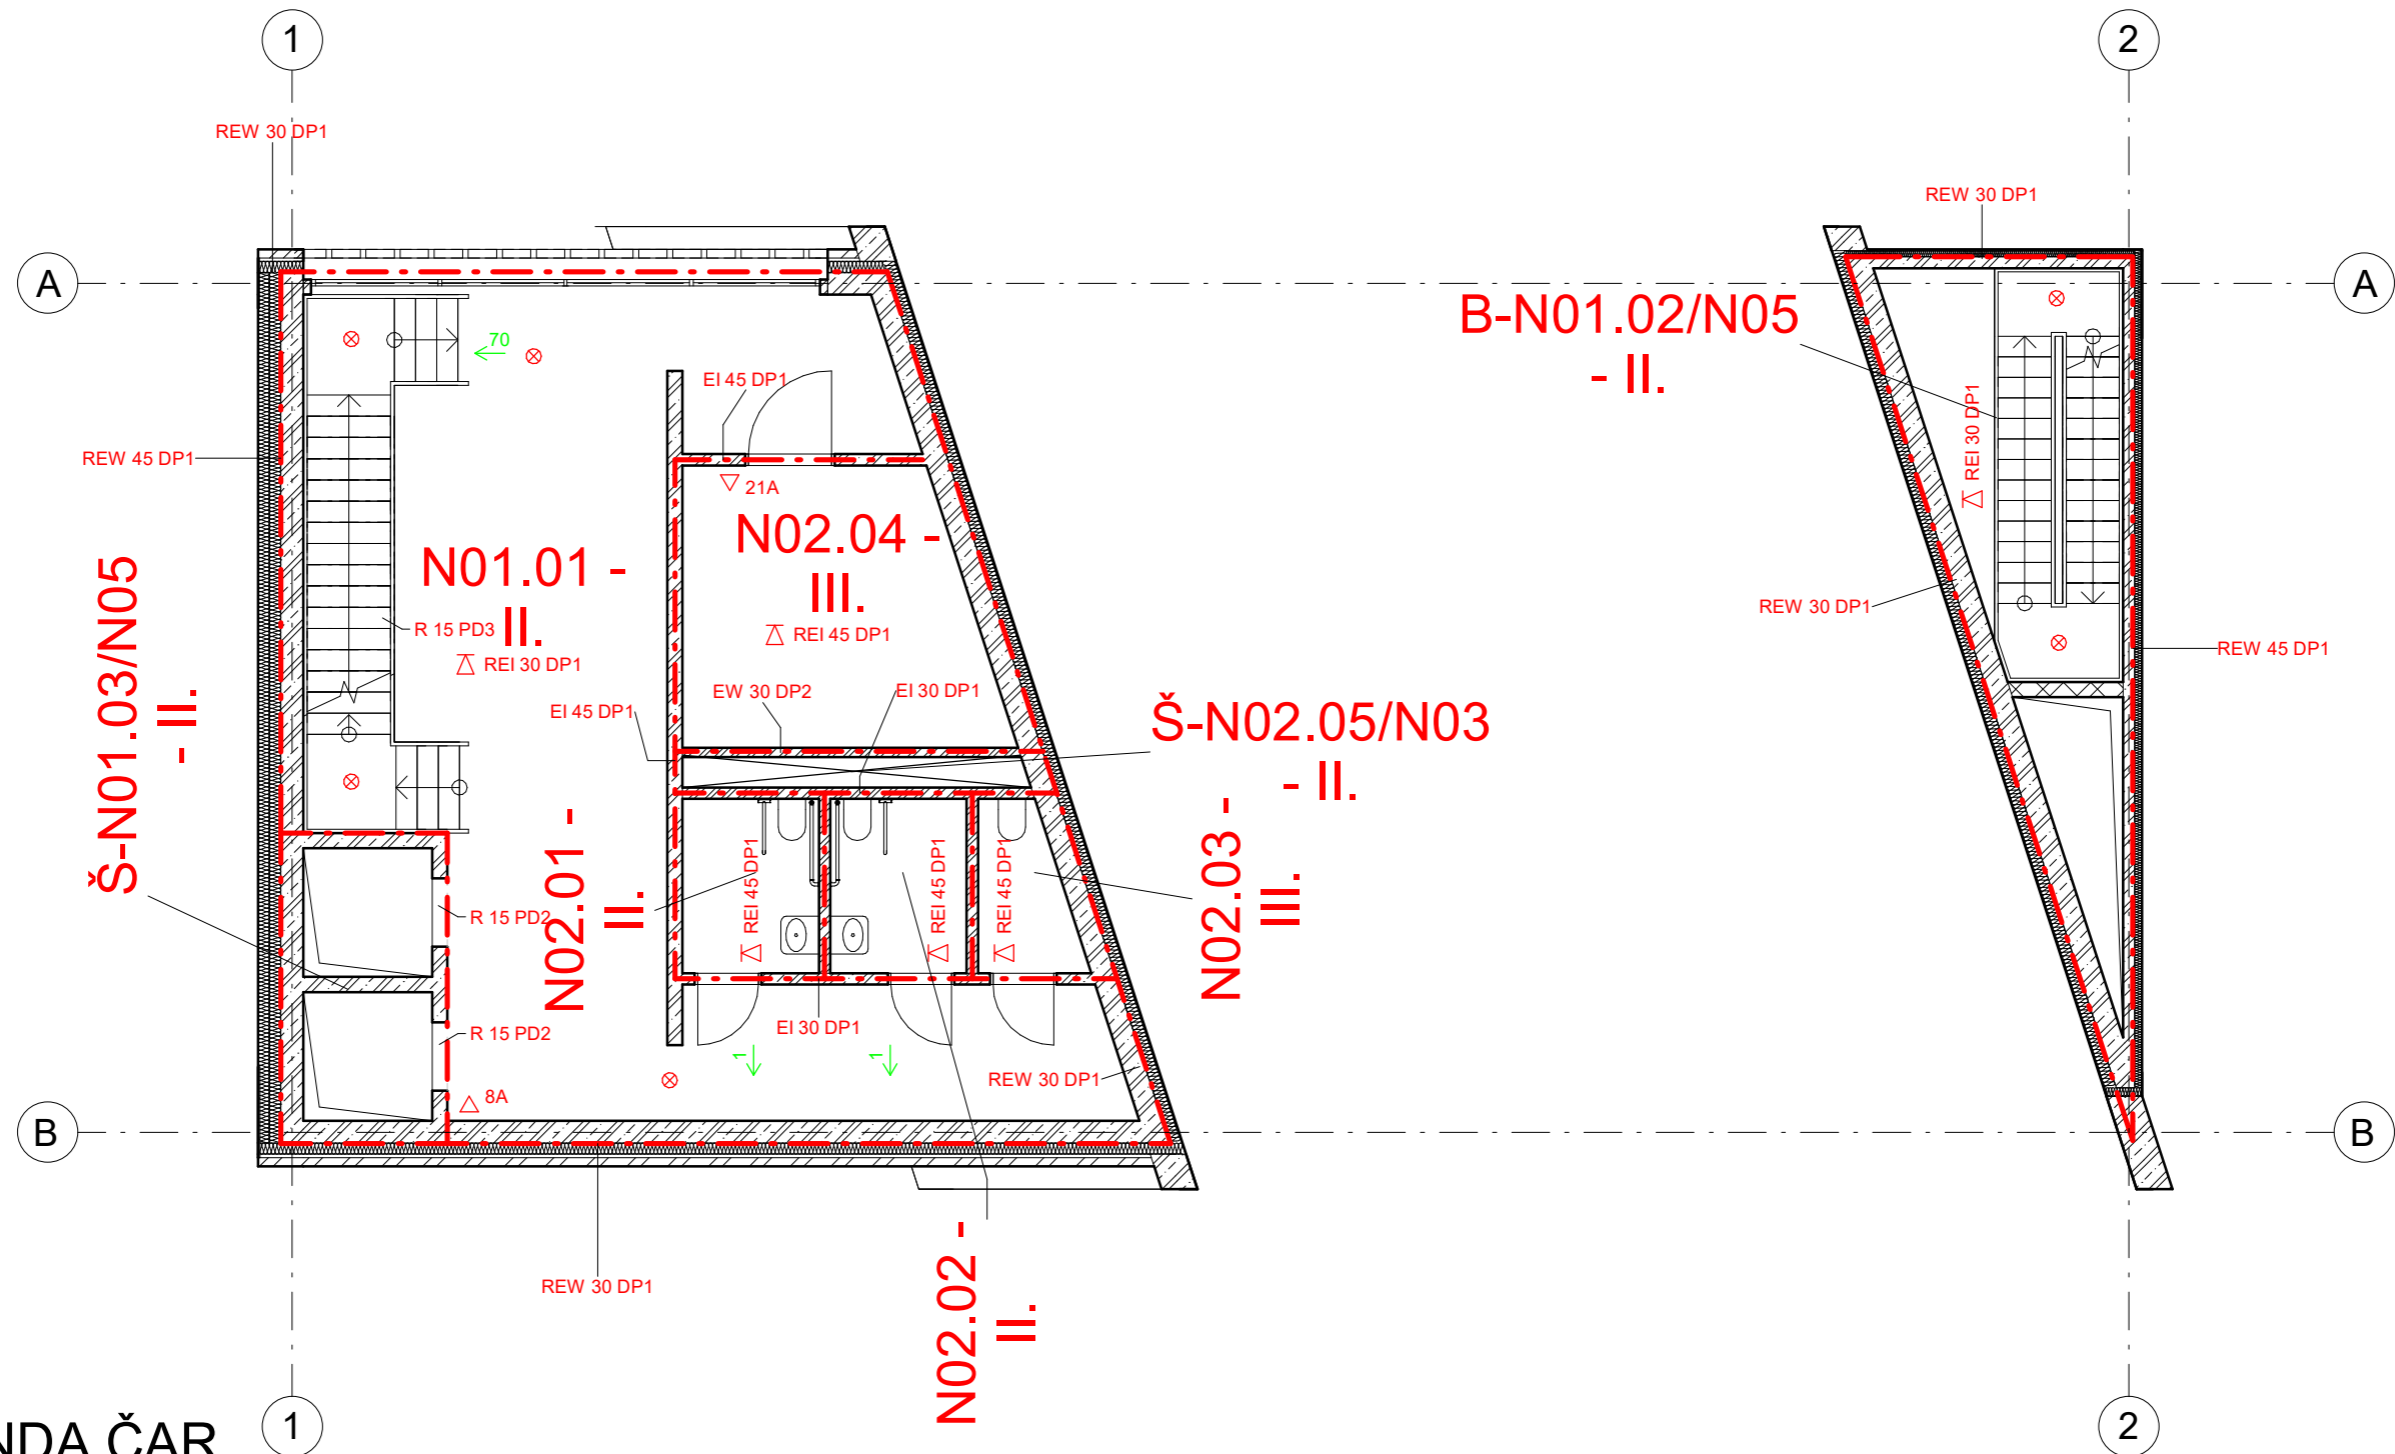 1
2
REW 30 DP1
REW 30 DP1
A
A
B-N01.02/N05
- II.
70
EI 45 DP1
REI 30 DP1
REW 45 DP1
21A
N01.01 -
II.
N02.04 -
III.
R 15 PD3
REI 30 DP1
REI 45 DP1
REW 30 DP1
REW 45 DP1
Š-N01.03/N05
- II.
EW 30 DP2
EI 30 DP1
EI 45 DP1
Š-N02.05/N03
- II.
N02.01 -
II.
REI 45 DP1
REI 45 DP1
REI 45 DP1
N02.03 -
III.
R 15 PD2
R 15 PD2
EI 30 DP1
1
1
REW 30 DP1
8A
B
B
REW 30 DP1
N02.02 -
II.
1
2
NDA ČAR